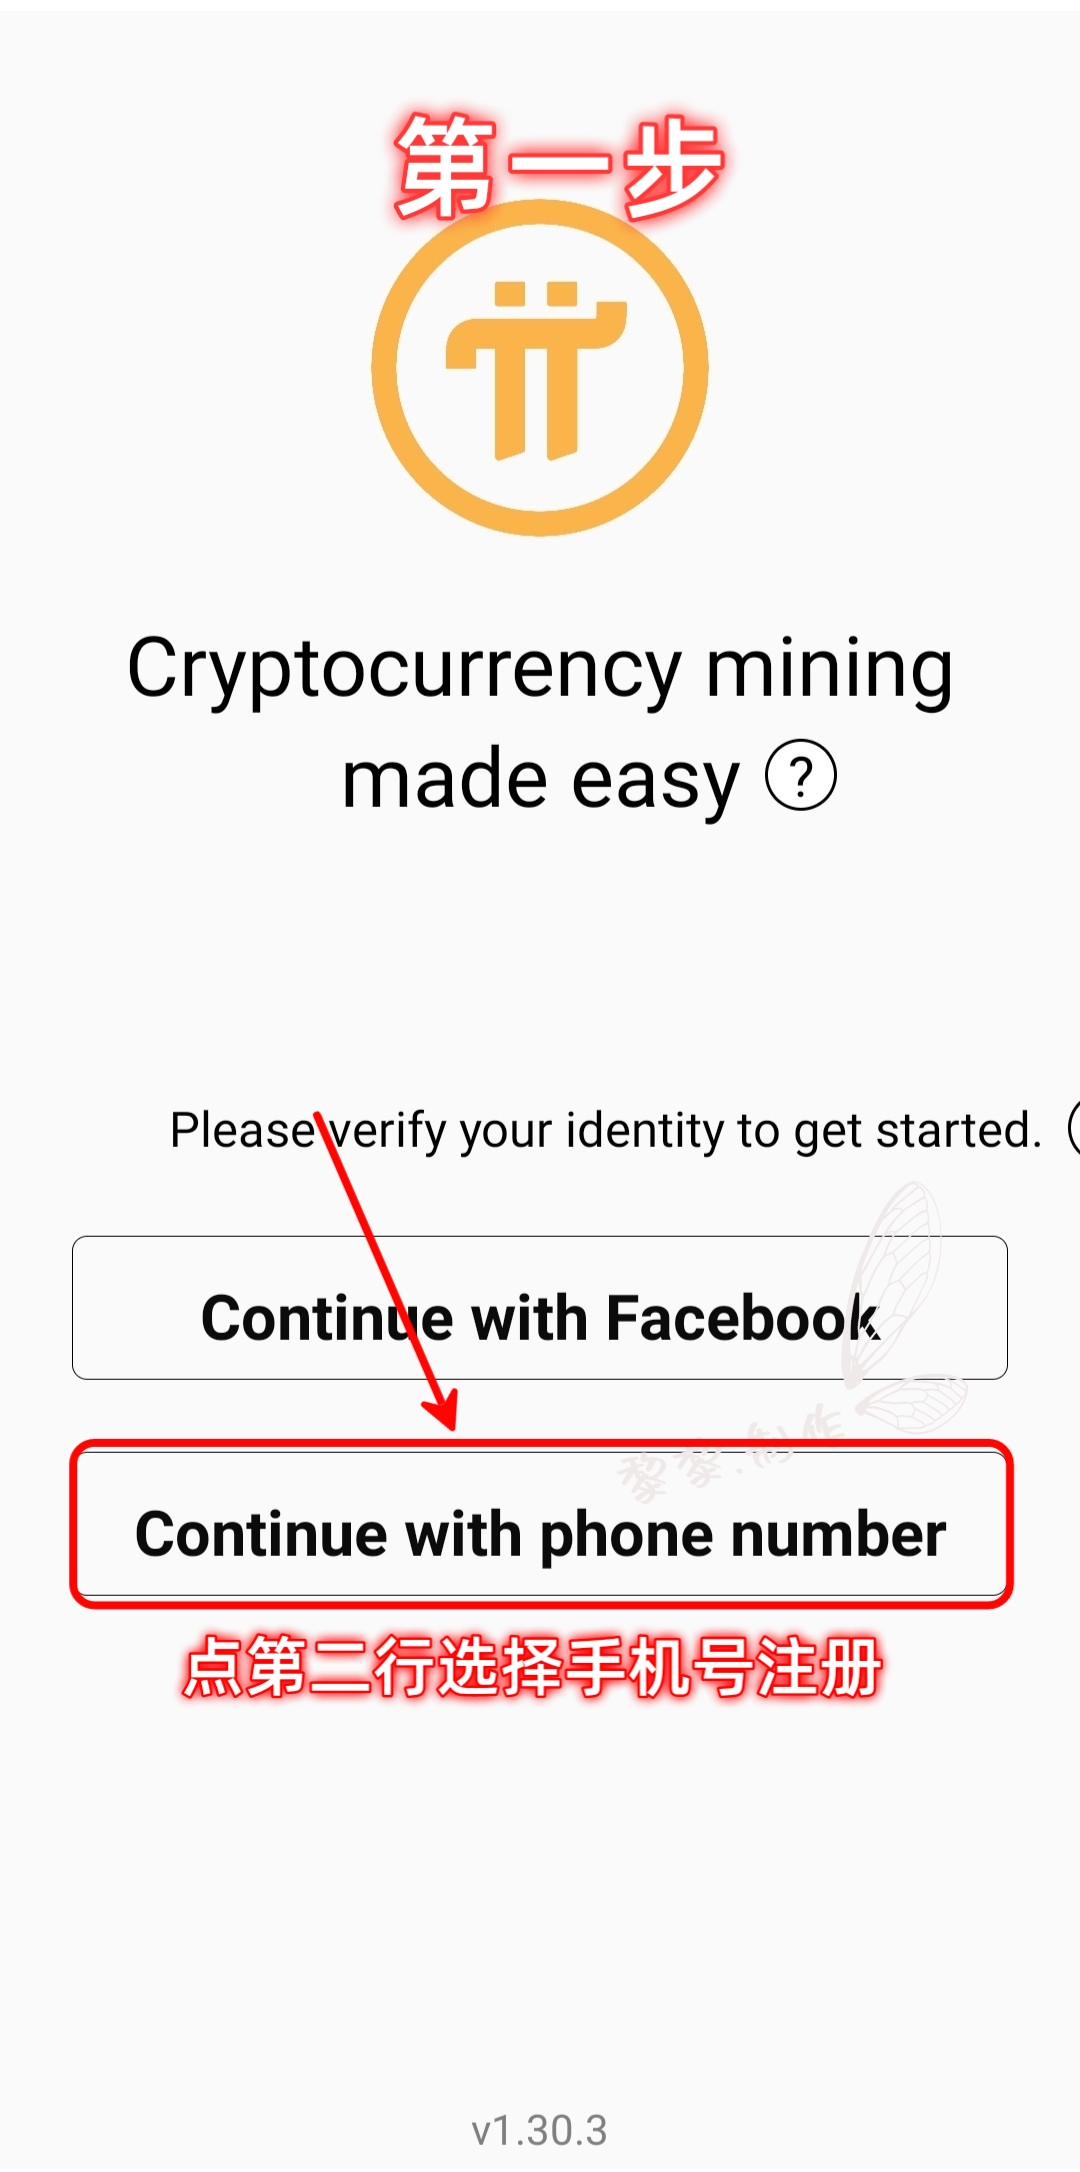 第一步
Cryptocurrency mining
made easy ?
Please verify your identity to get started.
Continue with Facebook
黎黎.制作
Continue with phone number
点第二行选择手机号注册
v1.30.3